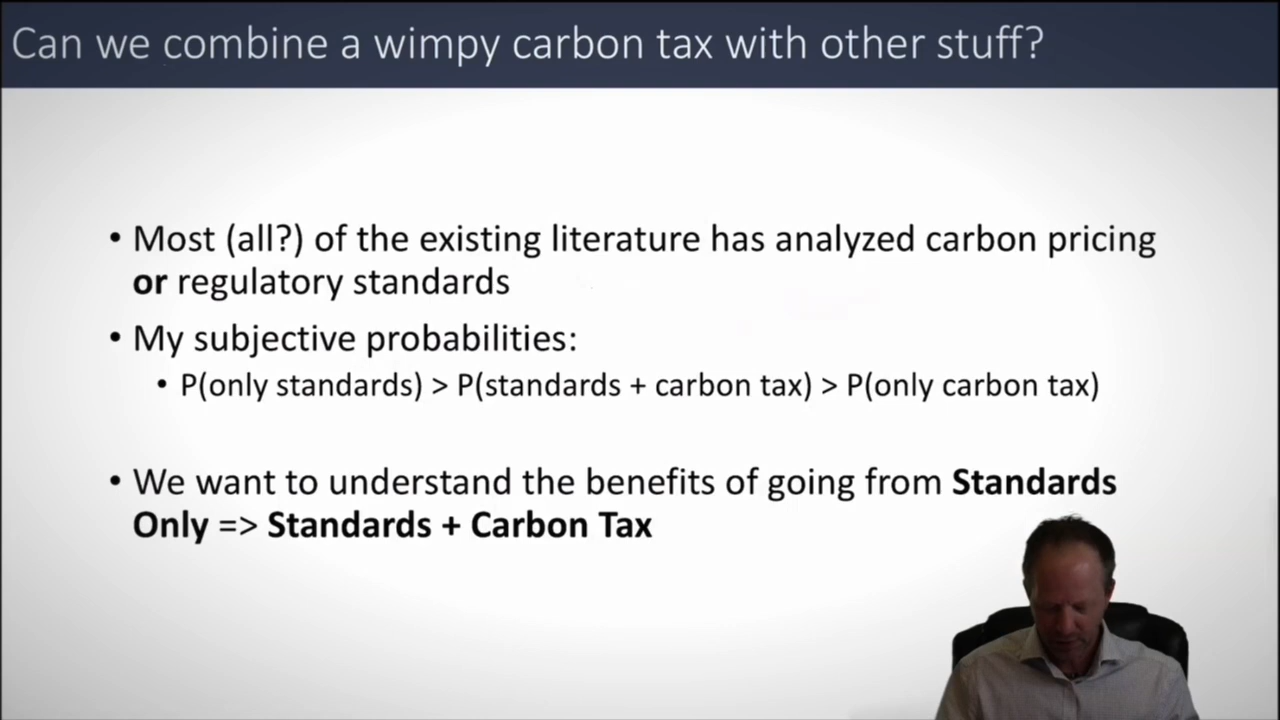 Can we combine a wimpy carbon tax with other stuff?
• Most (all?) of the existing literature has analyzed carbon pricing
or regulatory standards
• My subjective probabilities:
• P(only standards) > P(standards + carbon tax) > P(only carbon tax)
• We want to understand the benefits of going from Standards
Only => Standards + Carbon Tax